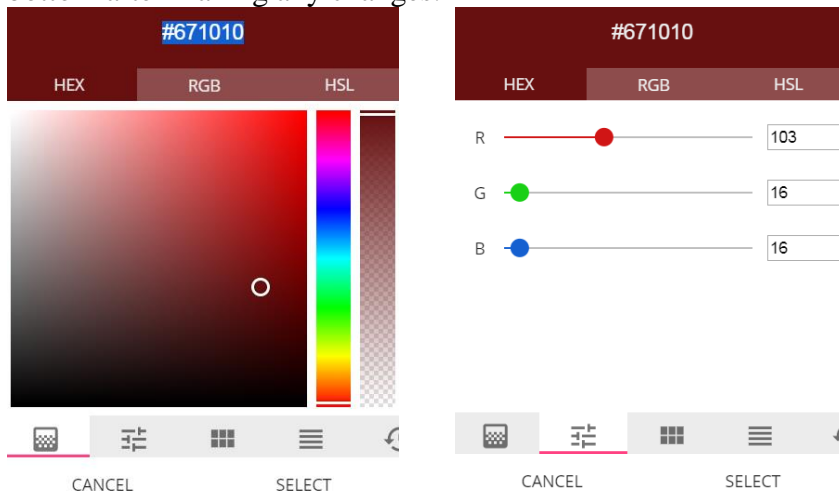 #671010
HEX RGB HSL
CANCEL SELECT
#671010
HEX RGB HSL
R 103
G 16
B 16
CANCEL SELECT